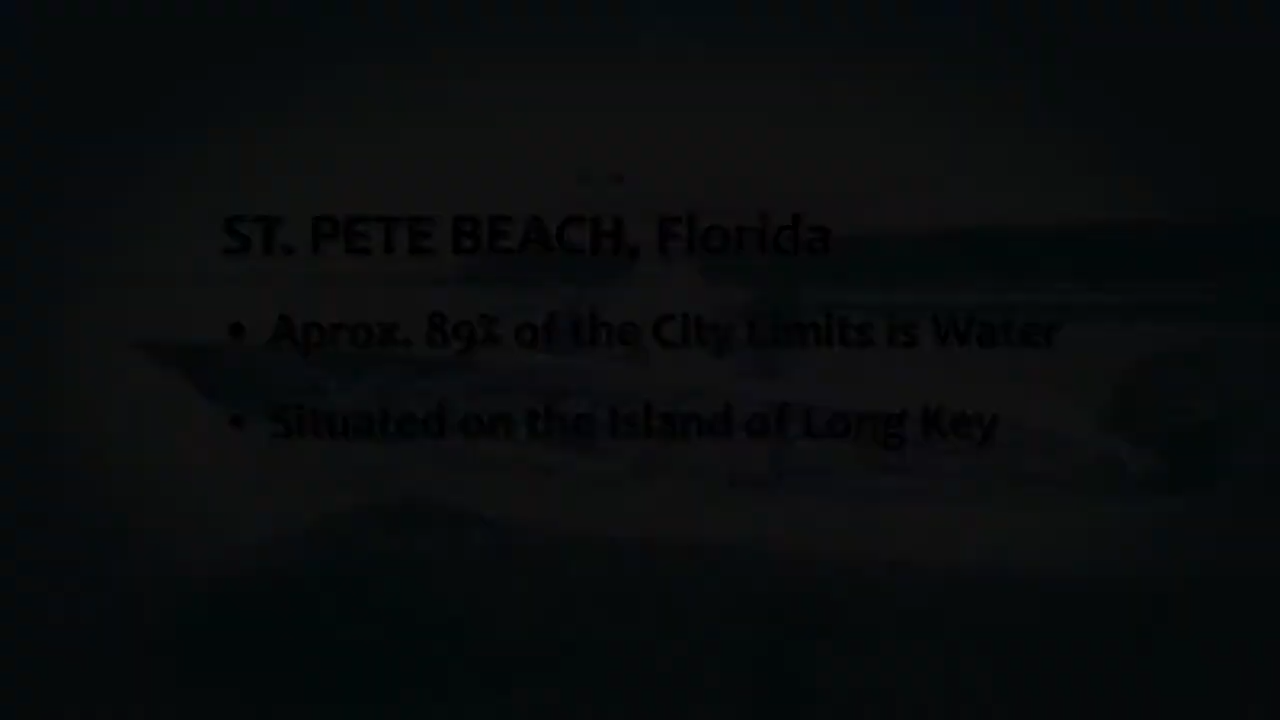 ST. PETE BEACH, Florida
• Aprox. 89% of the City Limits is Water
• Situated on the Island of Long Key